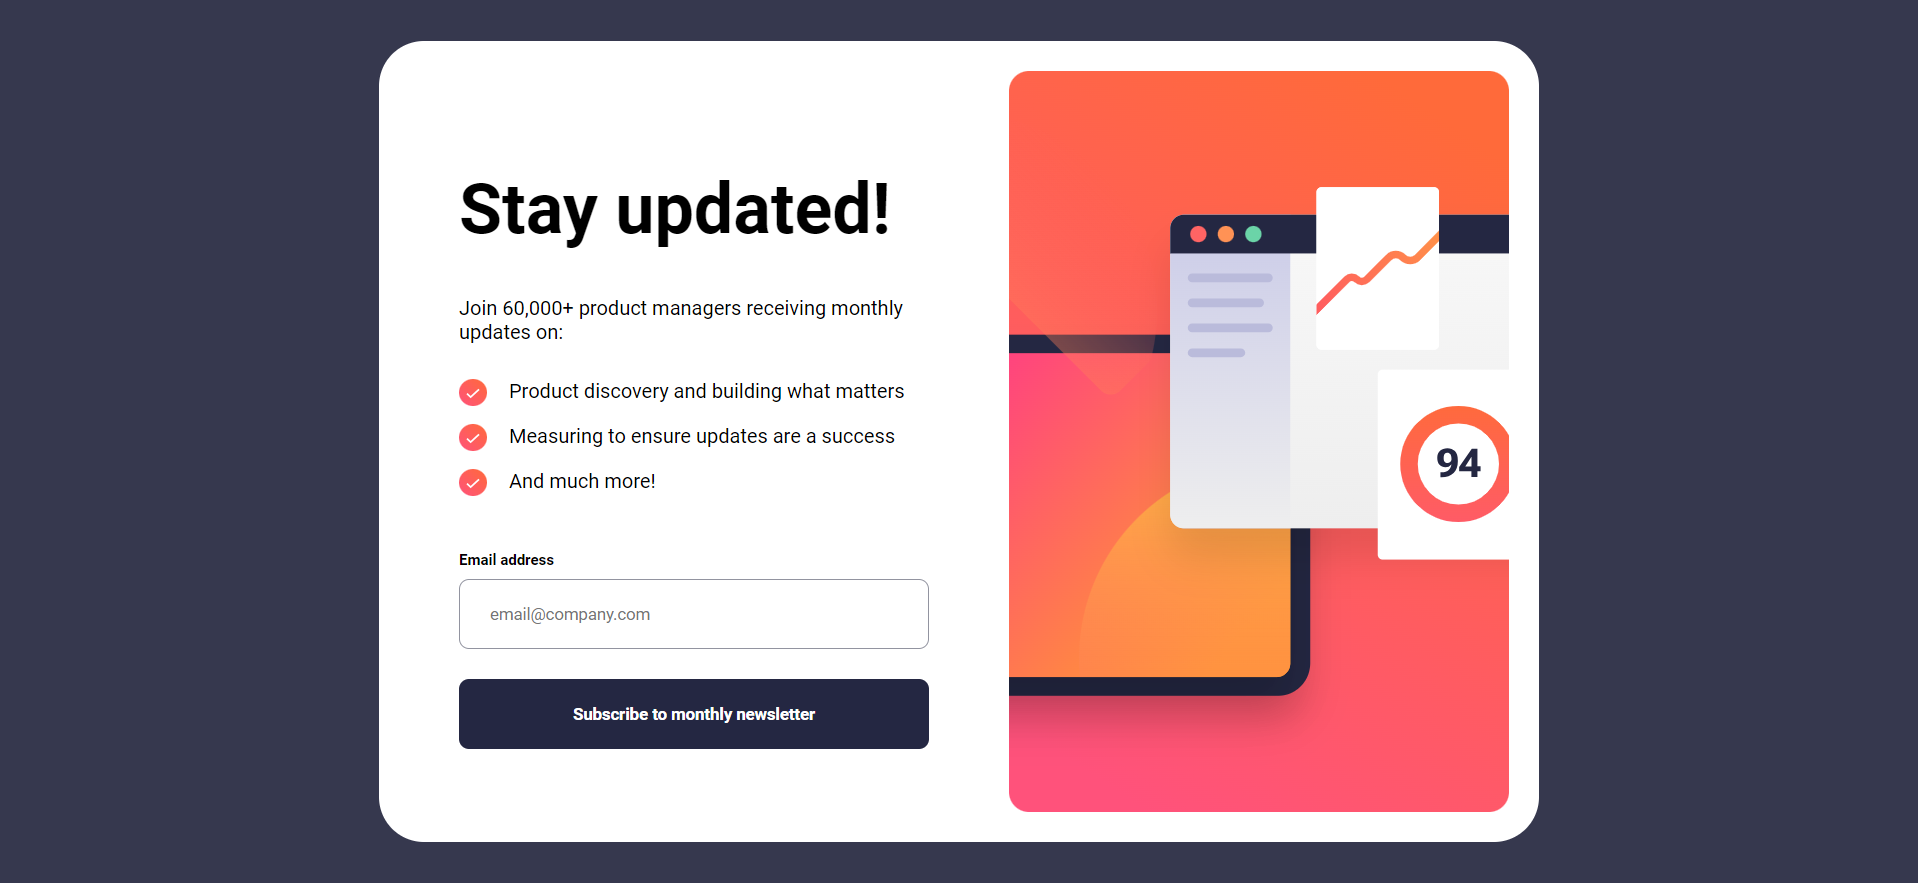 Stay updated!
Join 60,000+ product managers receiving monthly
updates on:
Product discovery and building what matters
Measuring to ensure updates are a success
And much more!
Email address
email@company.com
Subscribe to monthly newsletter
94